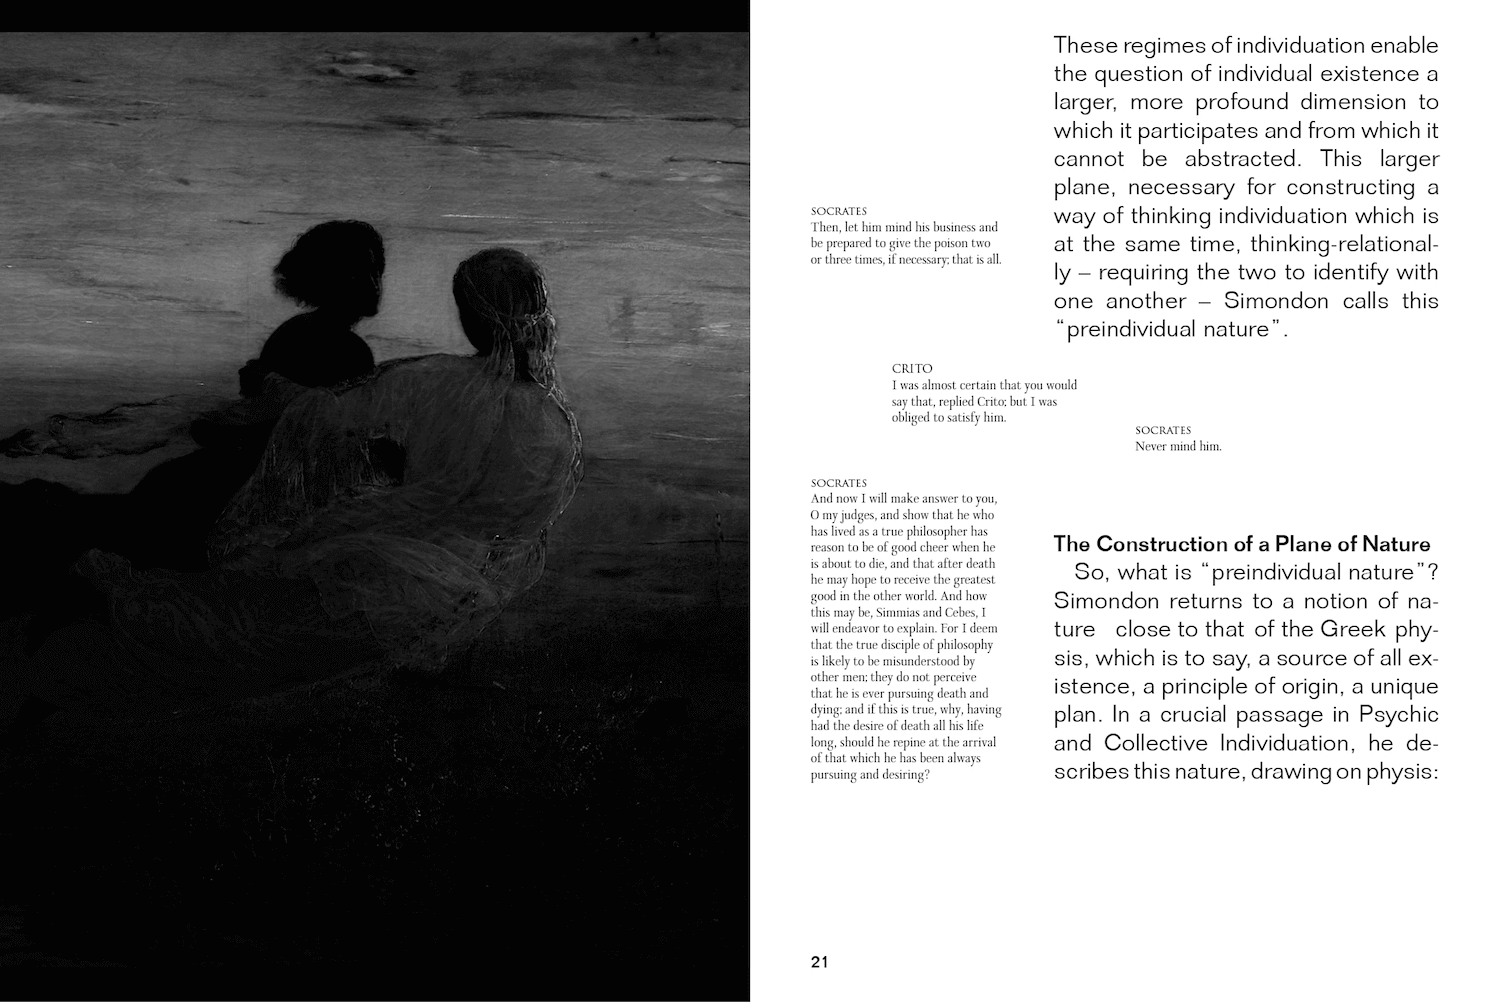 These regimes of individuation enable
the question of individual existence a
larger, more profound dimension to
which it participates and from which it
cannot be abstracted. This larger
plane, necessary for constructing a
way of thinking individuation which is
at the same time, thinking-relational-
ly – requiring the two to identify with
one another – Simondon calls this
“preindividual nature”.
SOCRATES
Then, let him mind his business and
be prepared to give the poison two
or three times, if necessary; that is all.
CRITO
I was almost certain that you would
say that, replied Crito; but I was
obliged to satisfy him.
SOCRATES
Never mind him.
SOCRATES
And now I will make answer to you,
O my judges, and show that he who
has lived as a true philosopher has
reason to be of good cheer when he
is about to die, and that after death
he may hope to receive the greatest
good in the other world. And how
this may be, Simmias and Cebes, I
will endeavor to explain. For I deem
that the true disciple of philosophy
is likely to be misunderstood by
other men; they do not perceive
that he is ever pursuing death and
dying; and if this is true, why, having
had the desire of death all his life
long, should he repine at the arrival
of that which he has been always
pursuing and desiring?
The Construction of a Plane of Nature
So, what is “preindividual nature”?
Simondon returns to a notion of na-
ture close to that of the Greek phy-
sis, which is to say, a source of all ex-
istence, a principle of origin, a unique
plan. In a crucial passage in Psychic
and Collective Individuation, he de-
scribes this nature, drawing on physis:
21